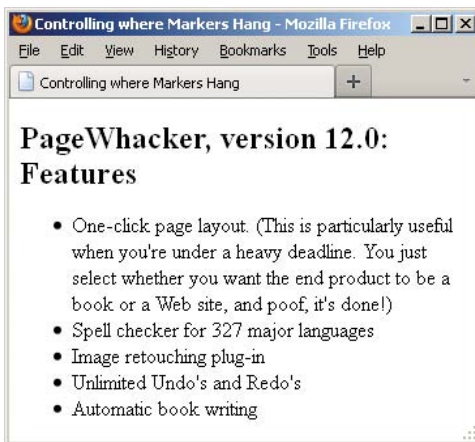 Controlling where Markers Hang - Mozilla Firefox
File Edit View History Bookmarks Tools Help
Controlling where Markers Hang +
PageWhacker, version 12.0:
Features
• One-click page layout. (This is particularly useful
when you're under a heavy deadline. You just
select whether you want the end product to be a
book or a Web site, and poof, it's done!)
• Spell checker for 327 major languages
• Image retouching plug-in
• Unlimited Undo's and Redo's
• Automatic book writing